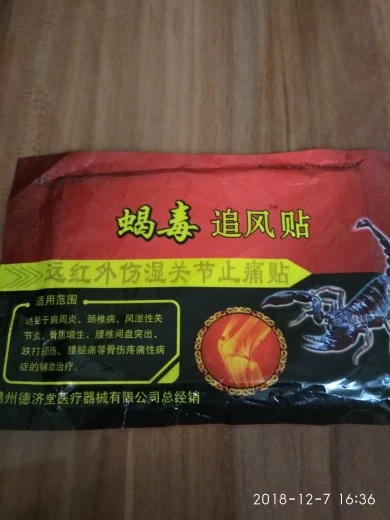 蝎毒 追风贴™
远红外伤湿关节止痛贴
适用范围
适用于肩周炎、颈椎病、风湿性关
节炎、骨质增生、腰椎间盘突出、
跌打损伤、腰腿痛等骨伤疼痛性病
症的辅助治疗。
州德济堂医疗器械有限公司总经销
2018-12-7 16:36